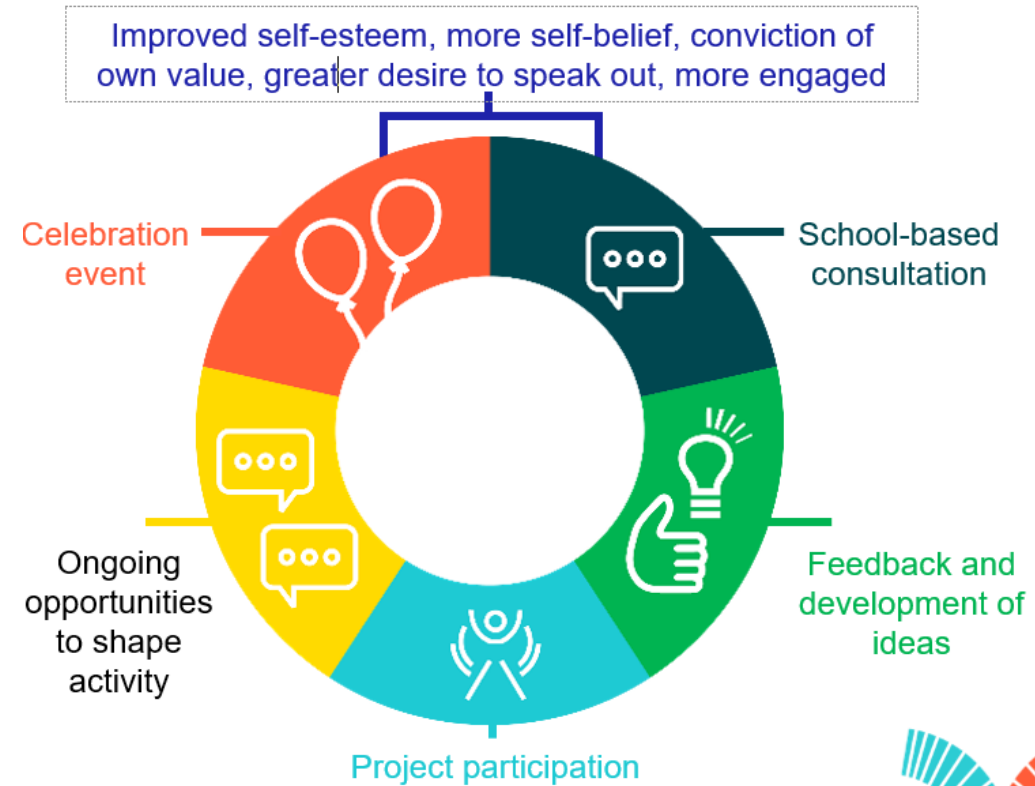 Improved self-esteem, more self-belief, conviction of
own value, greater desire to speak out, more engaged
Celebration
event
School-based
consultation
Ongoing
opportunities
to shape
activity
Feedback and
development of
ideas
Project participation